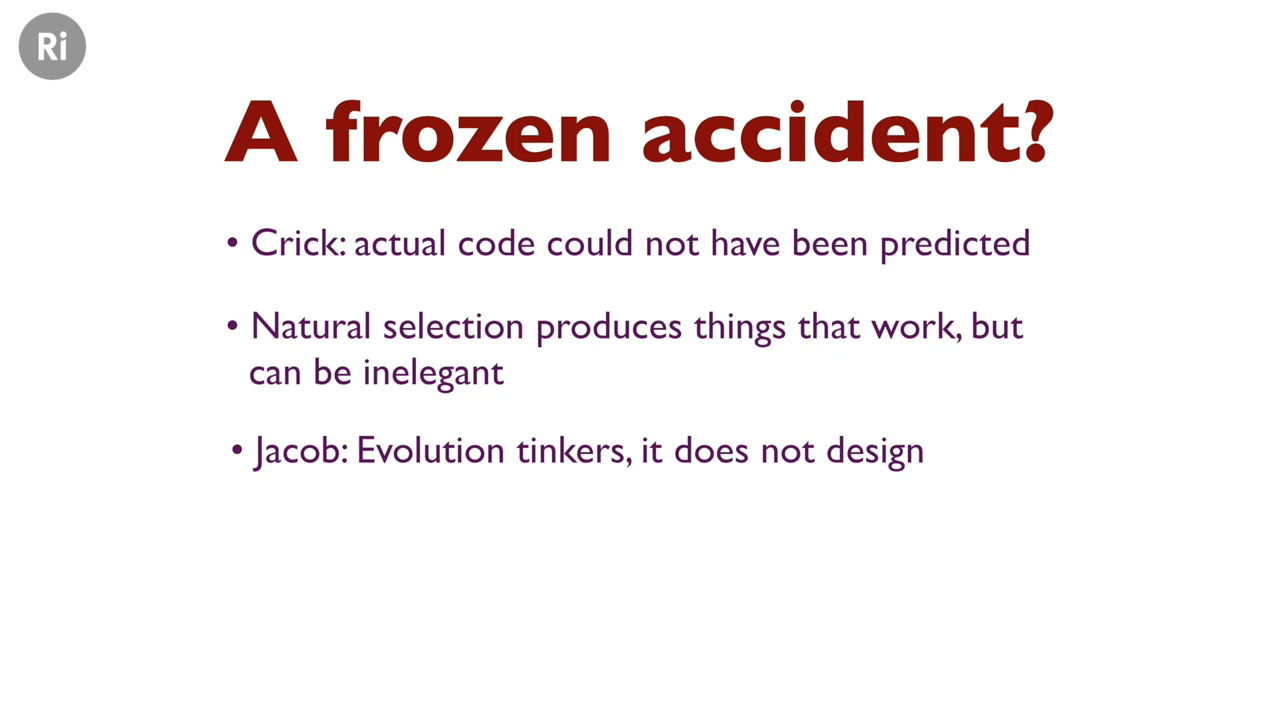 Ri
A frozen accident?
• Crick: actual code could not have been predicted
• Natural selection produces things that work, but
can be inelegant
• Jacob: Evolution tinkers, it does not design